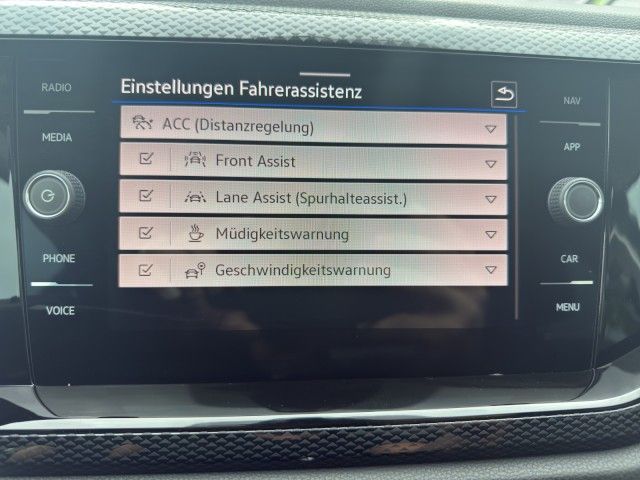 Einstellungen Fahrerassistenz
RADIO
MEDIA
PHONE
VOICE
ACC (Distanzregelung)
Front Assist
Lane Assist (Spurhalteassist.)
Müdigkeitswarnung
Geschwindigkeitswarnung
NAV
APP
CAR
MENU